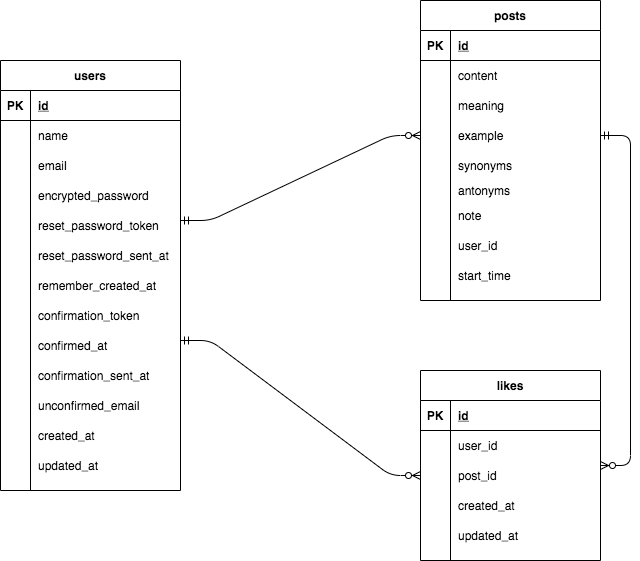 users
PK id
name
email
encrypted_password
reset_password_token
reset_password_sent_at
remember_created_at
confirmation_token
confirmed_at
confirmation_sent_at
unconfirmed_email
created_at
updated_at
posts
PK id
content
meaning
example
synonyms
antonyms
note
user_id
start_time
likes
PK id
user_id
post_id
created_at
updated_at